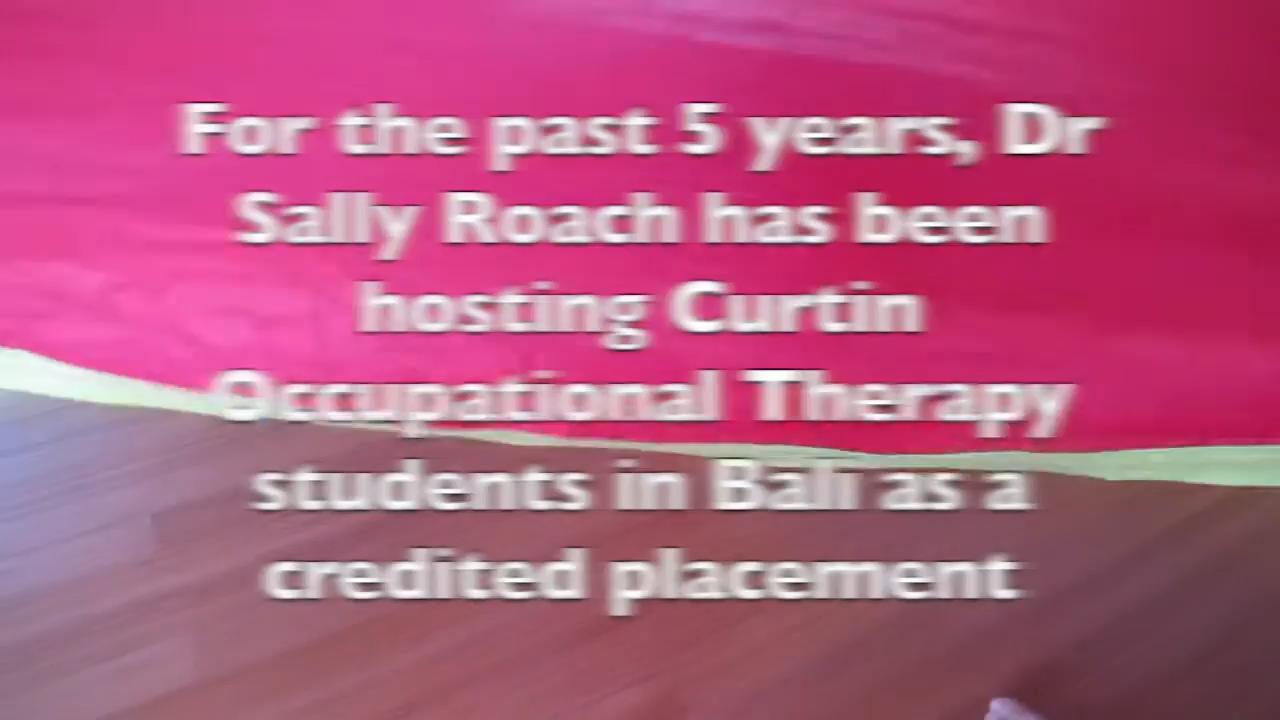 For the past 5 years, Dr
Sally Roach has been
hosting Curtin
Occupational Therapy
students in Bali as a
credited placement